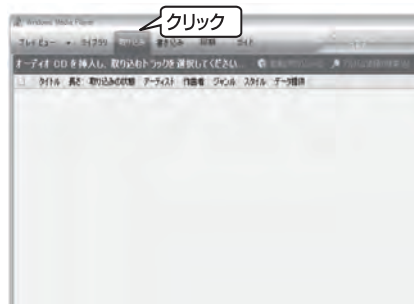 クリック
Windows Media Player
プレイ ビュー ライブラリ 取り込み 書き込み 同期 ガイド
オーディオ CD を挿入し、取り込むトラックを選択してください...
タイトル 長さ 取り込みの状態 アーティスト 作曲者 ジャンル スタイル データ提供